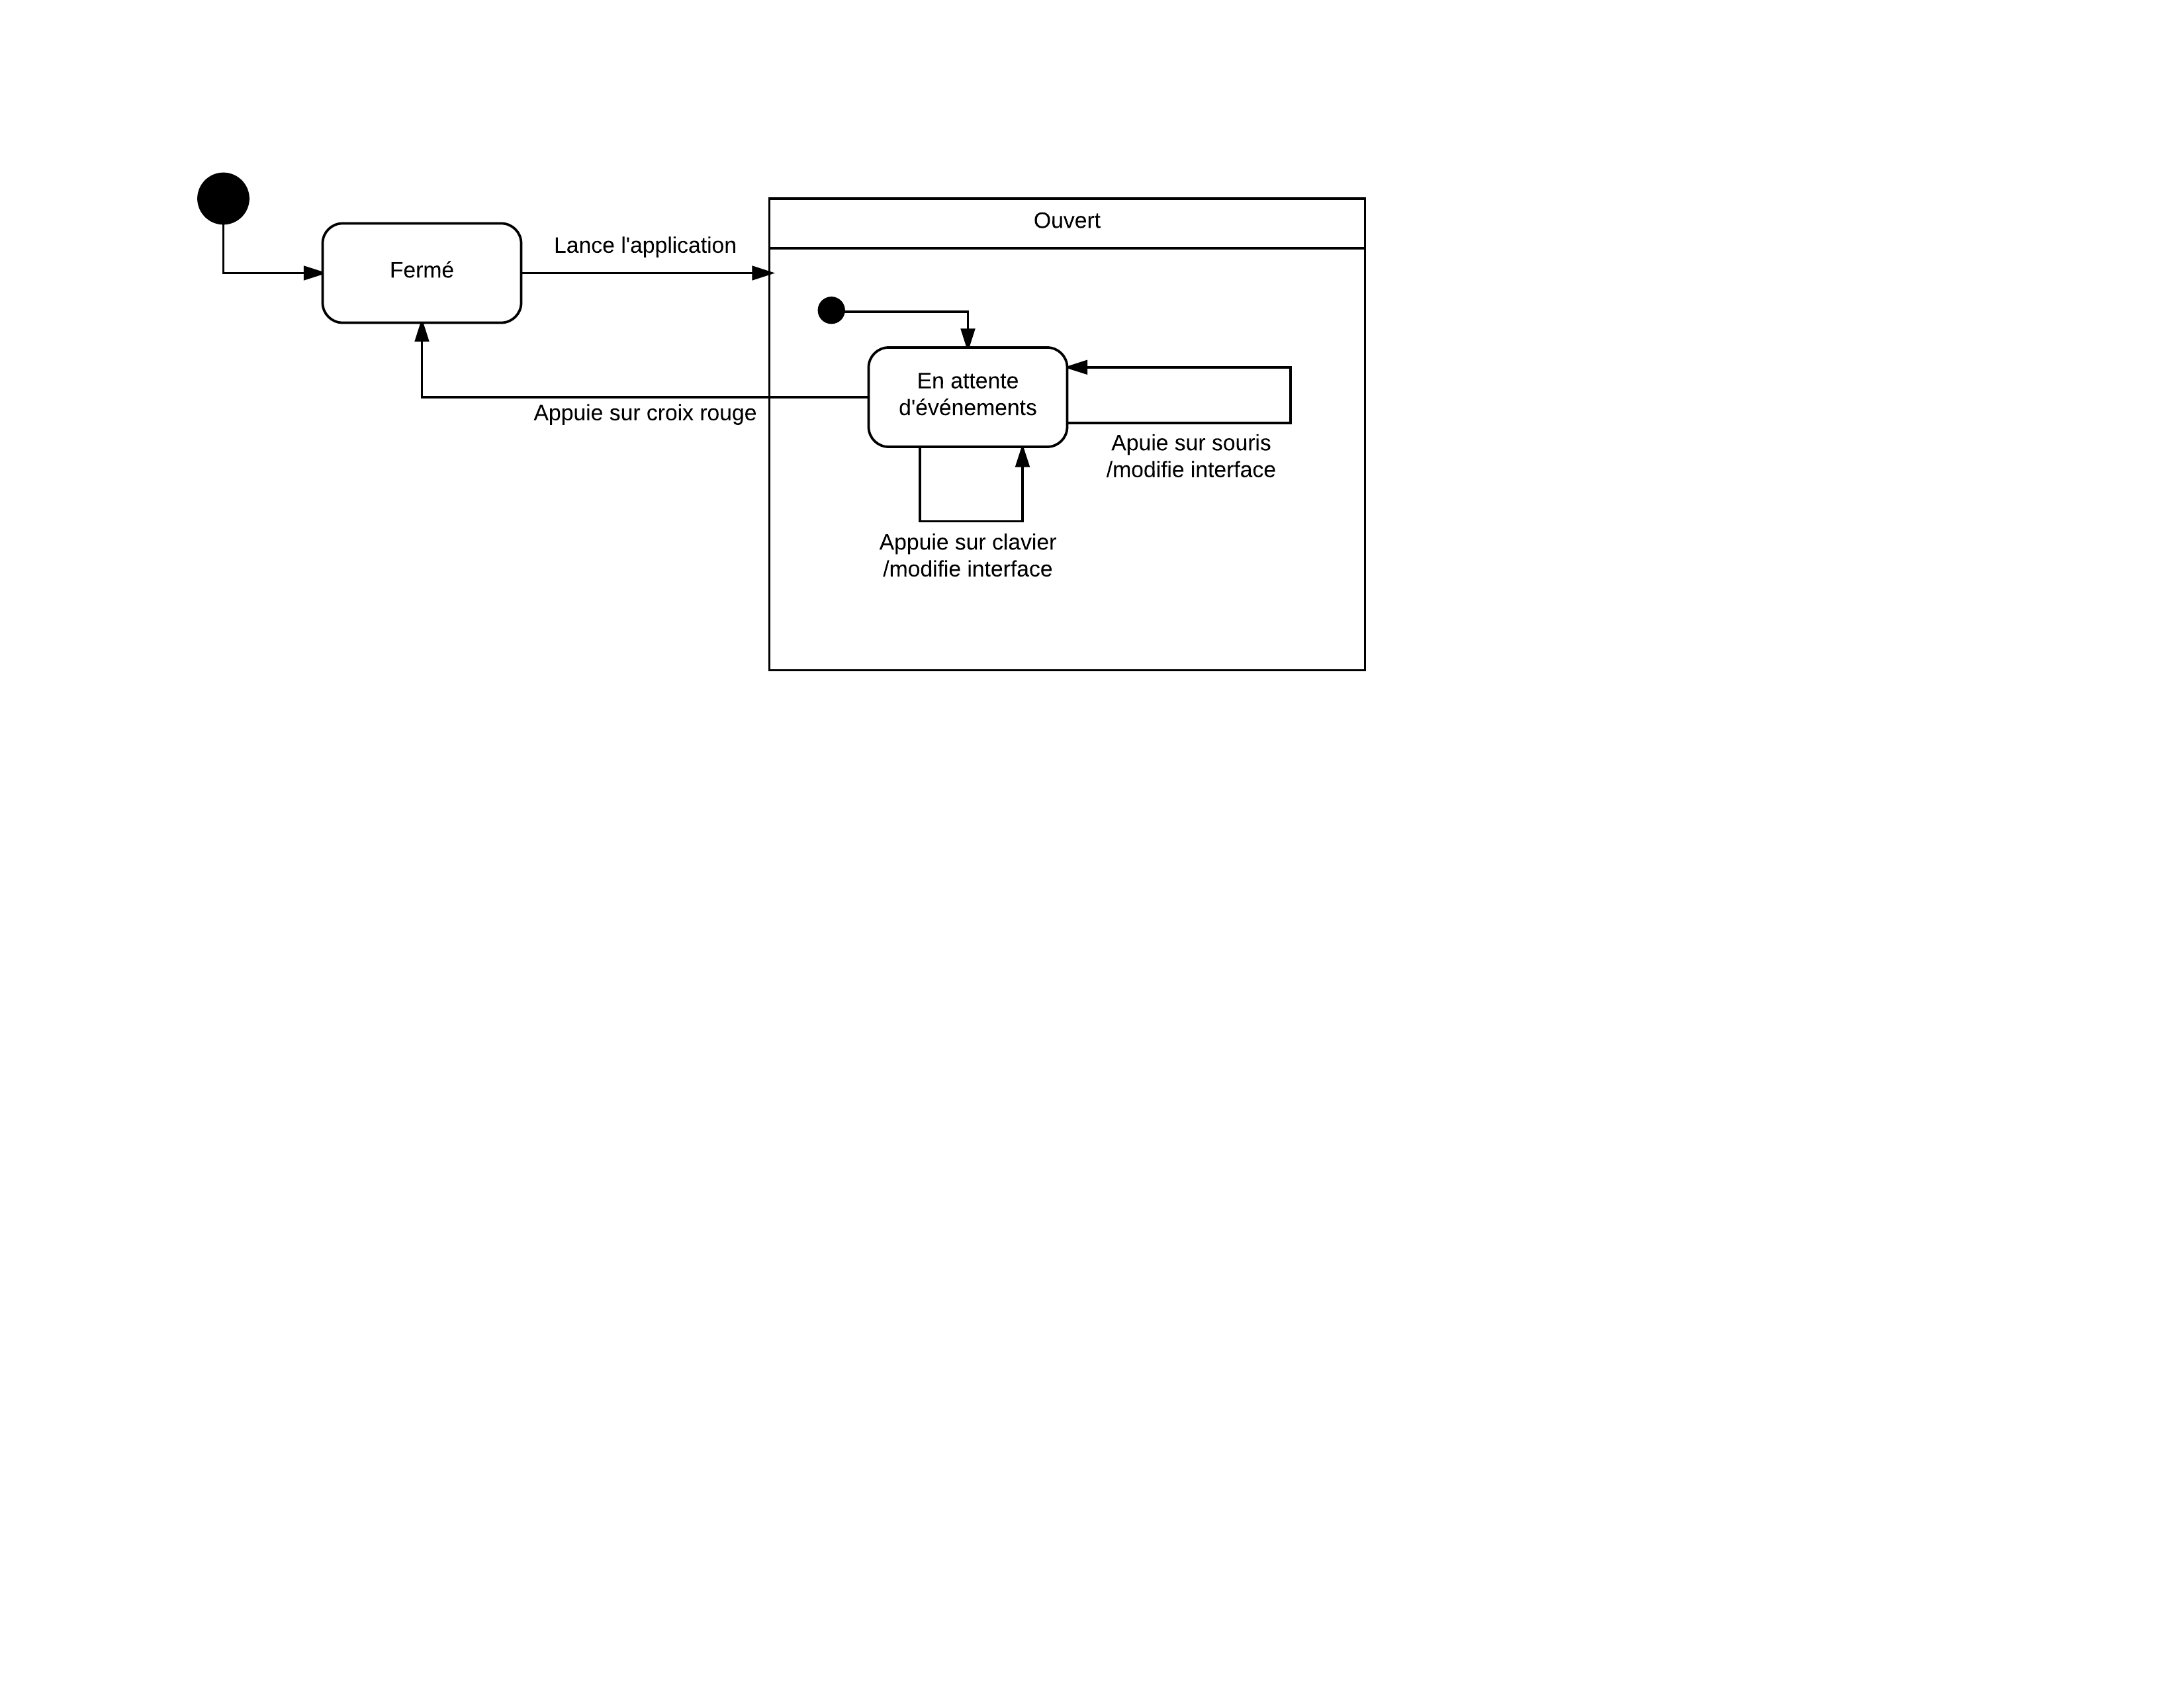 Ouvert
Lance l'application
Fermé
En attente
d'événements
Appuie sur croix rouge
Apuie sur souris
/modifie interface
Appuie sur clavier
/modifie interface